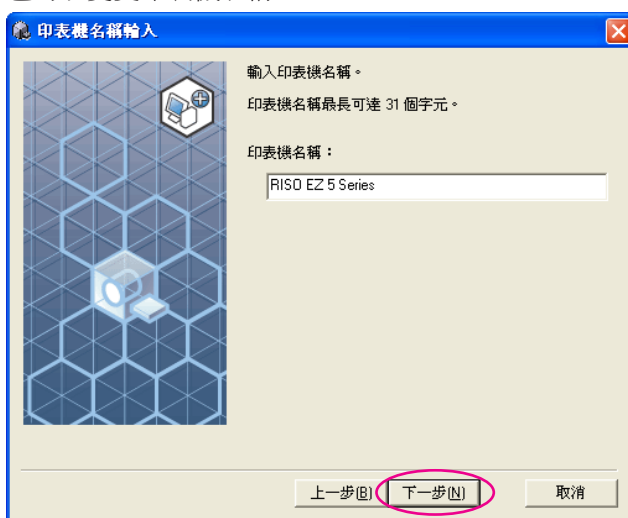 印表機名稱輸入
輸入印表機名稱。
印表機名稱最長可達 31 個字元。
印表機名稱：
RISO EZ 5 Series
上一步(B)
下一步(N)
取消